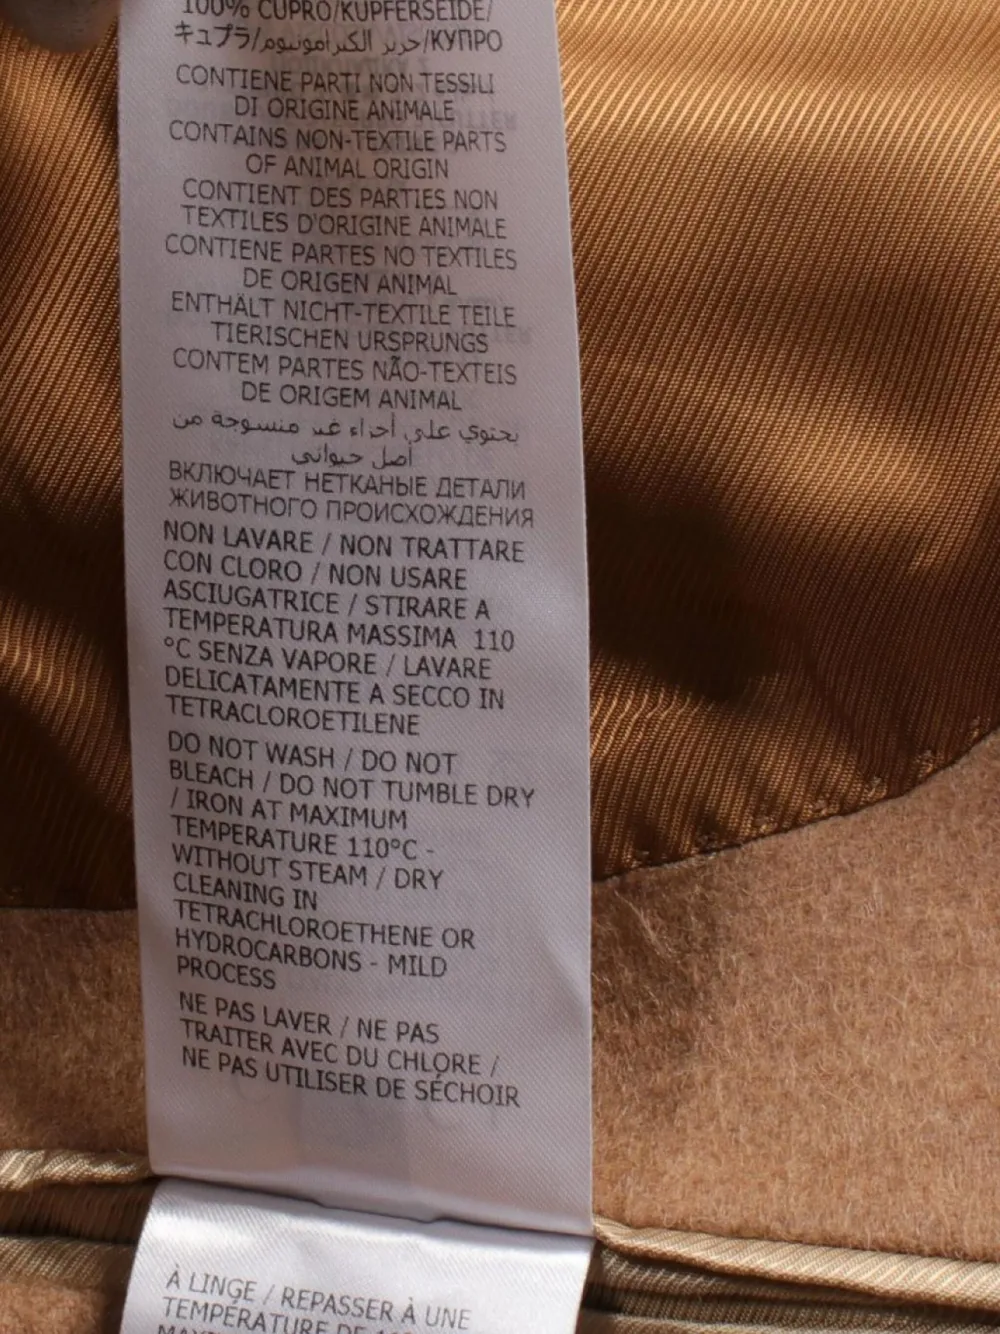 100% CUPRO/KUPFERSEIDE/
キュプラ/حرير الكبرامونيوم/КУПРО
CONTIENE PARTI NON TESSILI
DI ORIGINE ANIMALE
CONTAINS NON-TEXTILE PARTS
OF ANIMAL ORIGIN
CONTIENT DES PARTIES NON
TEXTILES D'ORIGINE ANIMALE
CONTIENE PARTES NO TEXTILES
DE ORIGEN ANIMAL
ENTHÄLT NICHT-TEXTILE TEILE
TIERISCHEN URSPRUNGS
CONTEM PARTES NÃO-TEXTEIS
DE ORIGEM ANIMAL
يحتوي على أجزاء غير منسوجة من
أصل حيواني
ВКЛЮЧАЕТ НЕТКАНЫЕ ДЕТАЛИ
ЖИВОТНОГО ПРОИСХОЖДЕНИЯ
NON LAVARE / NON TRATTARE
CON CLORO / NON USARE
ASCIUGATRICE / STIRARE A
TEMPERATURA MASSIMA 110
°C SENZA VAPORE / LAVARE
DELICATAMENTE A SECCO IN
TETRACLOROETILENE
DO NOT WASH / DO NOT
BLEACH / DO NOT TUMBLE DRY
/ IRON AT MAXIMUM
TEMPERATURE 110°C -
WITHOUT STEAM / DRY
CLEANING IN
TETRACHLOROETHENE OR
HYDROCARBONS - MILD
PROCESS
NE PAS LAVER / NE PAS
TRAITER AVEC DU CHLORE /
NE PAS UTILISER DE SÉCHOIR
À LINGE / REPASSER À UNE
TEMPÉRATURE DE